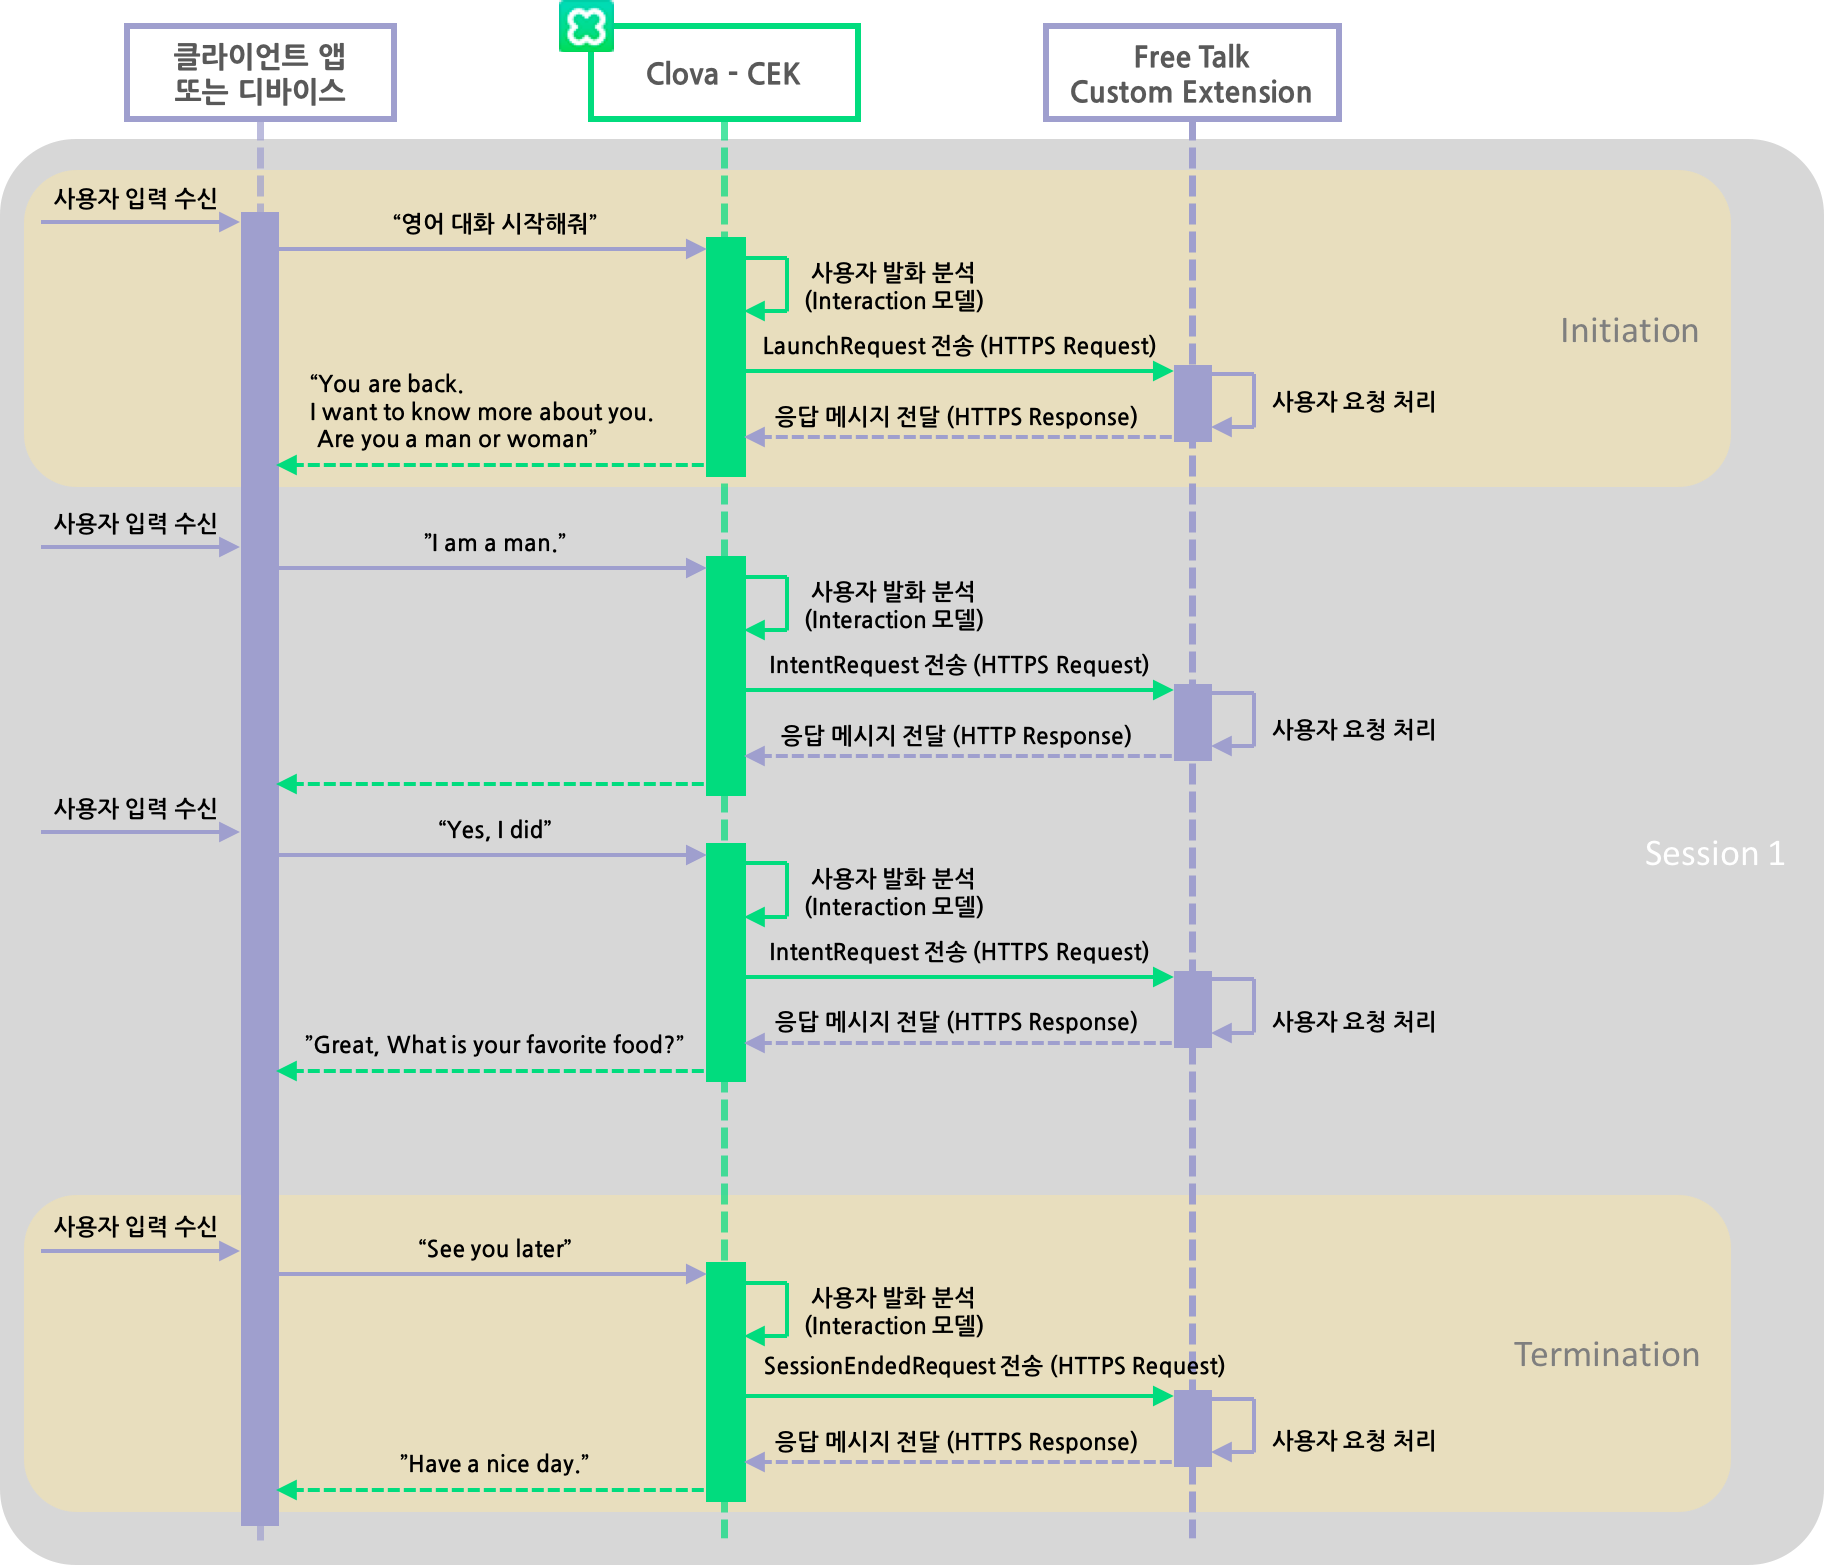 클라이언트 앱
또는 디바이스
Clova - CEK
Free Talk
Custom Extension
사용자 입력 수신
“영어 대화 시작해줘”
사용자 발화 분석
(Interaction 모델)
Initiation
LaunchRequest 전송 (HTTPS Request)
“You are back.
I want to know more about you.
Are you a man or woman”
사용자 요청 처리
응답 메시지 전달 (HTTPS Response)
사용자 입력 수신
”I am a man.”
사용자 발화 분석
(Interaction 모델)
IntentRequest 전송 (HTTPS Request)
사용자 요청 처리
응답 메시지 전달 (HTTP Response)
사용자 입력 수신
“Yes, I did”
Session 1
사용자 발화 분석
(Interaction 모델)
IntentRequest 전송 (HTTPS Request)
사용자 요청 처리
응답 메시지 전달 (HTTPS Response)
”Great, What is your favorite food?”
사용자 입력 수신
“See you later”
사용자 발화 분석
(Interaction 모델)
Termination
SessionEndedRequest 전송 (HTTPS Request)
사용자 요청 처리
응답 메시지 전달 (HTTPS Response)
”Have a nice day.”